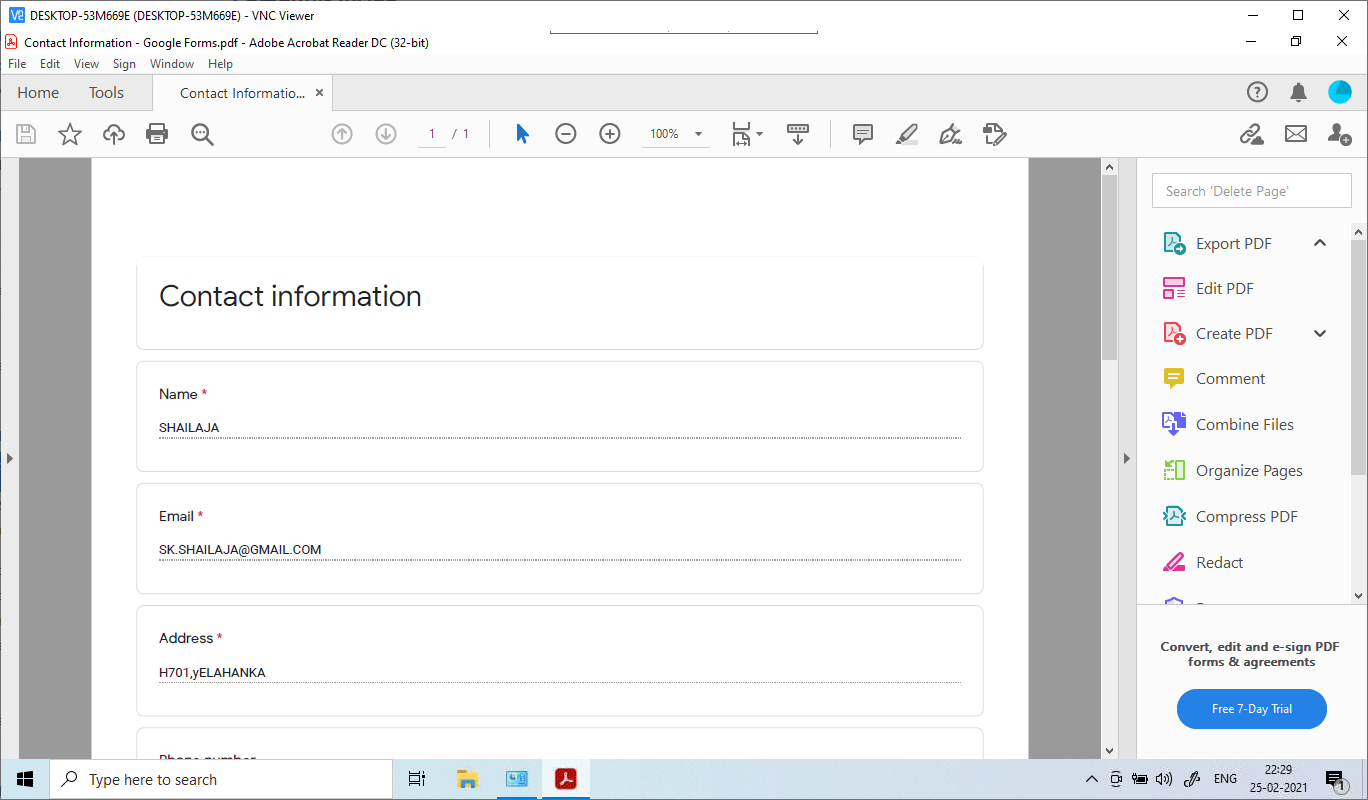 DESKTOP-53M669E (DESKTOP-53M669E) - VNC Viewer
Contact Information - Google Forms.pdf - Adobe Acrobat Reader DC (32-bit)
File Edit View Sign Window Help
Home Tools Contact Informatio... ×
1 / 1 100%
Search 'Delete Page'
Export PDF
Edit PDF
Create PDF
Comment
Combine Files
Organize Pages
Compress PDF
Redact
Convert, edit and e-sign PDF
forms & agreements
Free 7-Day Trial
Contact information
Name *
SHAILAJA
Email *
SK.SHAILAJA@GMAIL.COM
Address *
H701,yELAHANKA
Phone number
Type here to search
ENG
22:29
25-02-2021
1